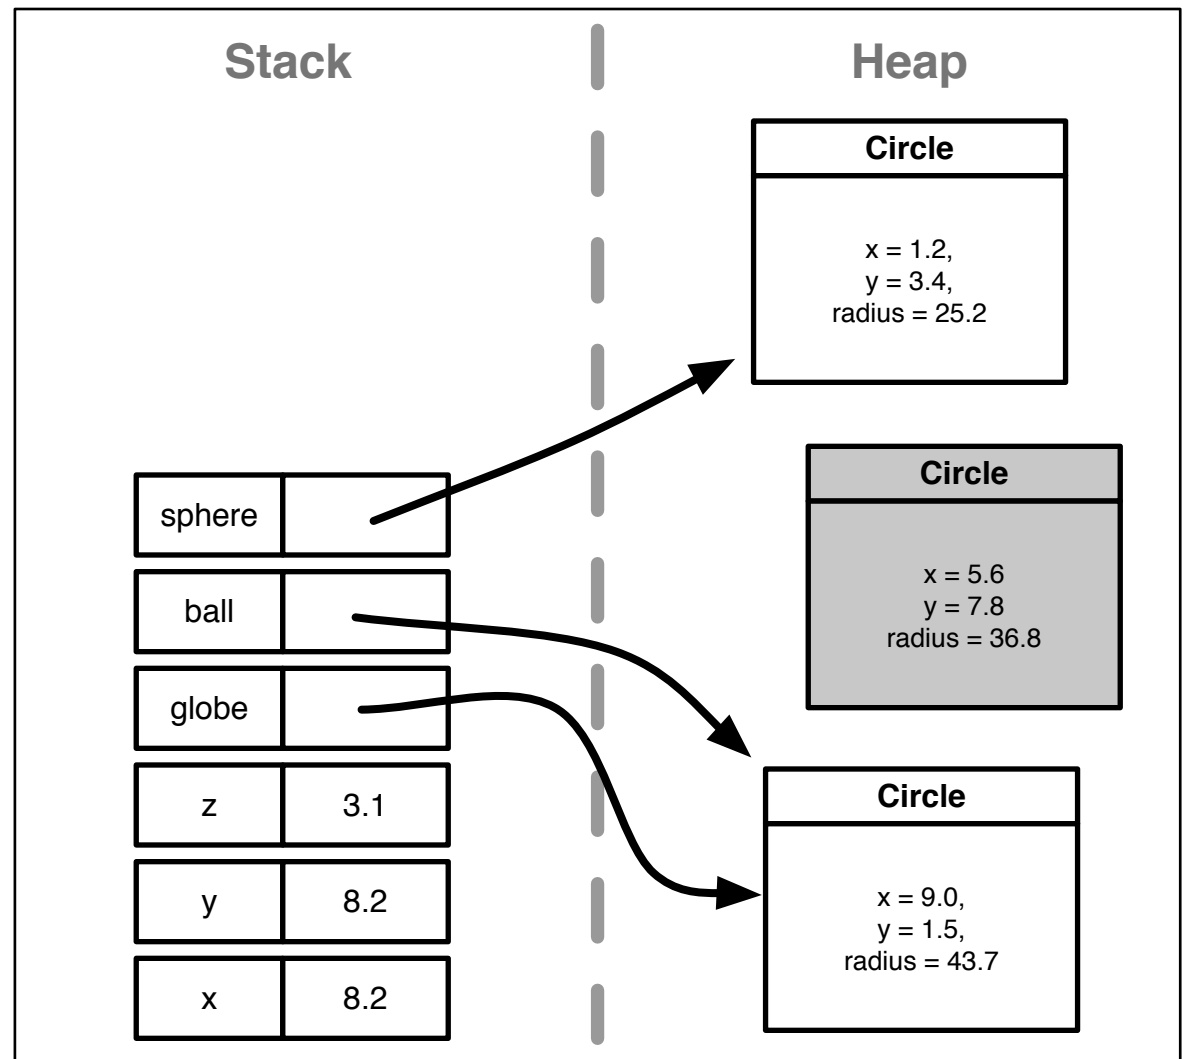 Stack
Heap
Circle
x = 1.2,
y = 3.4,
radius = 25.2
Circle
x = 5.6
y = 7.8
radius = 36.8
sphere
ball
globe
z 3.1
y 8.2
x 8.2
Circle
x = 9.0,
y = 1.5,
radius = 43.7